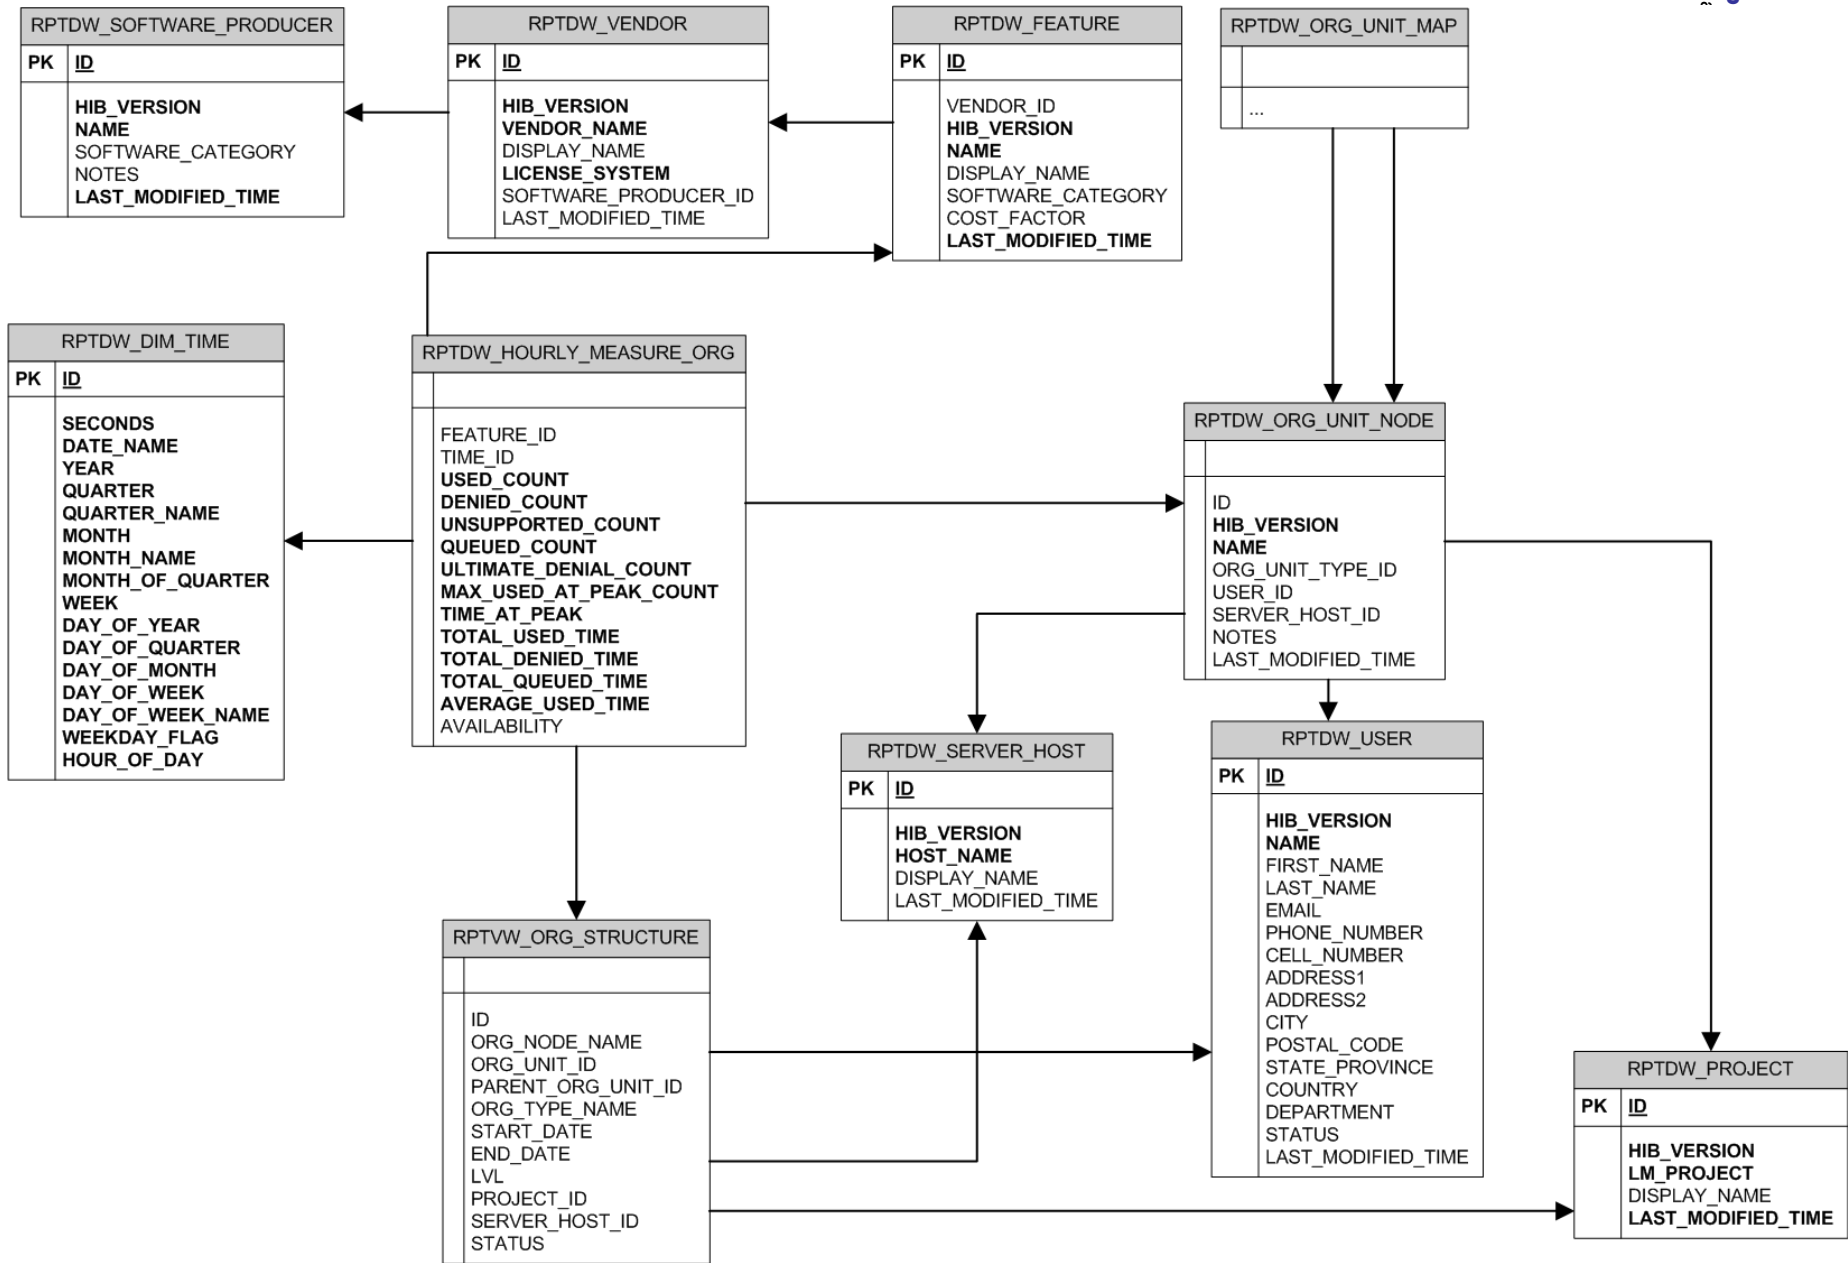 RPTDW_SOFTWARE_PRODUCER
PK ID
HIB_VERSION
NAME
SOFTWARE_CATEGORY
NOTES
LAST_MODIFIED_TIME
RPTDW_VENDOR
PK ID
HIB_VERSION
VENDOR_NAME
DISPLAY_NAME
LICENSE_SYSTEM
SOFTWARE_PRODUCER_ID
LAST_MODIFIED_TIME
RPTDW_FEATURE
PK ID
VENDOR_ID
HIB_VERSION
NAME
DISPLAY_NAME
SOFTWARE_CATEGORY
COST_FACTOR
LAST_MODIFIED_TIME
RPTDW_ORG_UNIT_MAP
...
RPTDW_DIM_TIME
PK ID
SECONDS
DATE_NAME
YEAR
QUARTER
QUARTER_NAME
MONTH
MONTH_NAME
MONTH_OF_QUARTER
WEEK
DAY_OF_YEAR
DAY_OF_QUARTER
DAY_OF_MONTH
DAY_OF_WEEK
DAY_OF_WEEK_NAME
WEEKDAY_FLAG
HOUR_OF_DAY
RPTDW_HOURLY_MEASURE_ORG
FEATURE_ID
TIME_ID
USED_COUNT
DENIED_COUNT
UNSUPPORTED_COUNT
QUEUED_COUNT
ULTIMATE_DENIAL_COUNT
MAX_USED_AT_PEAK_COUNT
TIME_AT_PEAK
TOTAL_USED_TIME
TOTAL_DENIED_TIME
TOTAL_QUEUED_TIME
AVERAGE_USED_TIME
AVAILABILITY
RPTDW_ORG_UNIT_NODE
ID
HIB_VERSION
NAME
ORG_UNIT_TYPE_ID
USER_ID
SERVER_HOST_ID
NOTES
LAST_MODIFIED_TIME
RPTDW_SERVER_HOST
PK ID
HIB_VERSION
HOST_NAME
DISPLAY_NAME
LAST_MODIFIED_TIME
RPTDW_USER
PK ID
HIB_VERSION
NAME
FIRST_NAME
LAST_NAME
EMAIL
PHONE_NUMBER
CELL_NUMBER
ADDRESS1
ADDRESS2
CITY
POSTAL_CODE
STATE_PROVINCE
COUNTRY
DEPARTMENT
STATUS
LAST_MODIFIED_TIME
RPTVW_ORG_STRUCTURE
ID
ORG_NODE_NAME
ORG_UNIT_ID
PARENT_ORG_UNIT_ID
ORG_TYPE_NAME
START_DATE
END_DATE
LVL
PROJECT_ID
SERVER_HOST_ID
STATUS
RPTDW_PROJECT
PK ID
HIB_VERSION
LM_PROJECT
DISPLAY_NAME
LAST_MODIFIED_TIME